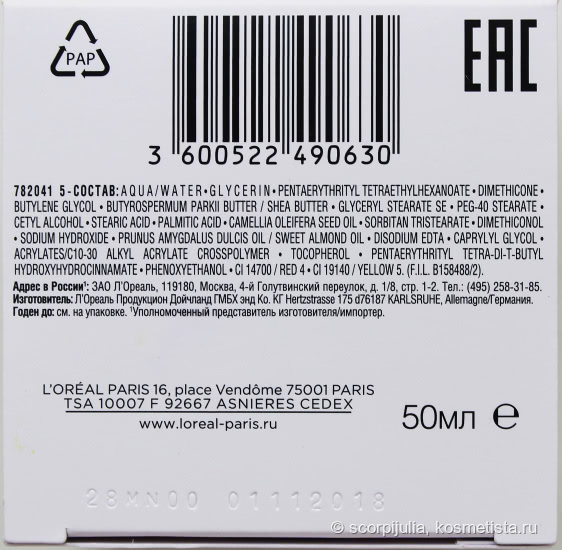 PAP
EAC
3 600522 490630
782041 5-СОСТАВ: AQUA/WATER • GLYCERIN • PENTAERYTHRITYL TETRAETHYLHEXANOATE • DIMETHICONE •
BUTYLENE GLYCOL • BUTYROSPERMUM PARKII BUTTER / SHEA BUTTER • GLYCERYL STEARATE SE • PEG-40 STEARATE •
CETYL ALCOHOL • STEARIC ACID • PALMITIC ACID • CAMELLIA OLEIFERA SEED OIL • SORBITAN TRISTEARATE • DIMETHICONOL
• SODIUM HYDROXIDE • PRUNUS AMYGDALUS DULCIS OIL / SWEET ALMOND OIL • DISODIUM EDTA • CAPRYLYL GLYCOL •
ACRYLATES/C10-30 ALKYL ACRYLATE CROSSPOLYMER • TOCOPHEROL • PENTAERYTHRITYL TETRA-DI-T-BUTYL
HYDROXYHYDROCINNAMATE • PHENOXYETHANOL • CI 14700 / RED 4 • CI 19140 / YELLOW 5. (F.I.L. B158488/2).
Адрес в России¹: ЗАО Л'Ореаль, 119180, Москва, 4-й Голутвинский переулок, д. 1/8, стр. 1-2. Тел.: (495) 258-31-85.
Изготовитель: Л'Ореаль Продукцион Дойчланд ГМБХ энд Ко. КГ Hertzstrasse 175 d76187 KARLSRUHE, Allemagne/Германия.
Годен до: см. на упаковке. ¹Уполномоченный представитель изготовителя/импортер.
L'ORÉAL PARIS 16, place Vendôme 75001 PARIS
TSA 10007 F 92667 ASNIERES CEDEX
www.loreal-paris.ru
50МЛ ℮
28MN00 01112018
© scorpijulia, kosmetista.ru